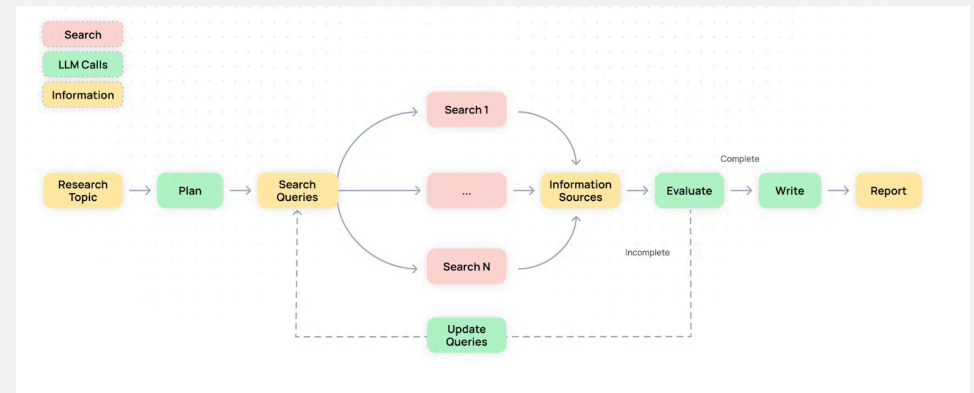 Search
LLM Calls
Information
Research
Topic
Plan
Search
Queries
Search 1
...
Search N
Information
Sources
Evaluate
Complete
Incomplete
Write
Report
Update
Queries